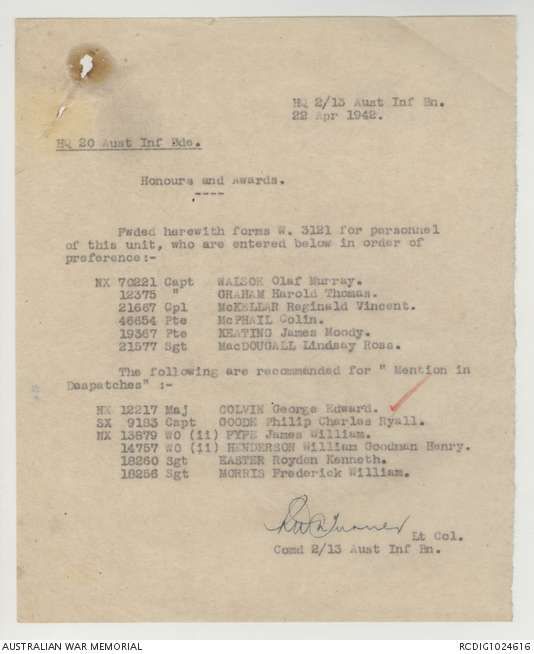 HQ 2/13 Aust Inf Bn.
22 Apr 1942.
HQ 20 Aust Inf Bde.
Honours and Awards.
----
Fwded herewith forms W. 3121 for personnel
of this unit, who are entered below in order of
preference:-
NX 70221 Capt WALSOE Olaf Murray.
12375 " GRAHAM Harold Thomas.
21667 Cpl McKELLAR Reginald Vincent.
46654 Pte McPHAIL Colin.
19367 Pte KEATING James Moody.
21577 Sgt MacDOUGALL Lindsay Ross.
The following are recommended for " Mention in
Despatches" :-
NX 12217 Maj COLVIN George Edward.
SX 9183 Capt GOODE Philip Charles Ryall.
NX 13879 WO (ii) FYFE James William.
14757 WO (ii) HENDERSON William Goodman Henry.
18260 Sgt EASTER Roydon Kenneth.
18256 Sgt MORRIS Frederick William.
Turner Lt Col.
Comd 2/13 Aust Inf Bn.
AUSTRALIAN WAR MEMORIAL RCDIG1024616